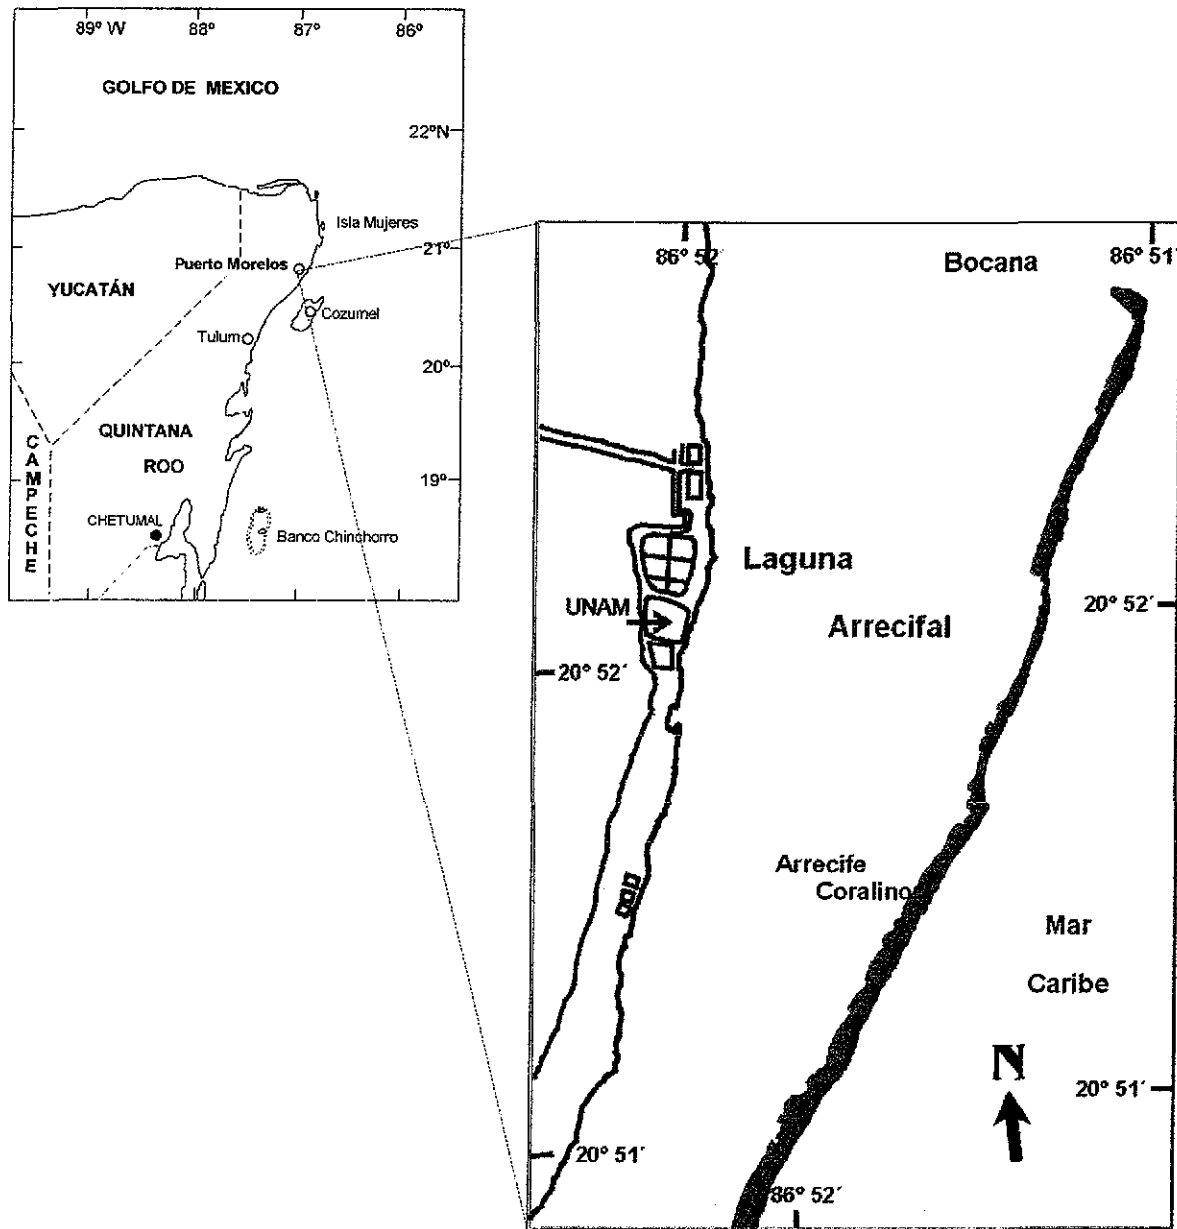 89° W 88° 87° 86°
GOLFO DE MEXICO
22°N
Isla Mujeres
21°
Puerto Morelos
YUCATÁN
Cozumel
Tulum
20°
QUINTANA
ROO
CAMPECHE
19°
CHETUMAL
Banco Chinchorro
86° 52´
Bocana
86° 51´
Laguna
Arrecifal
UNAM
20° 52´
20° 52´
Arrecife
Coralino
Mar
Caribe
N
20° 51´
20° 51´
86° 52´